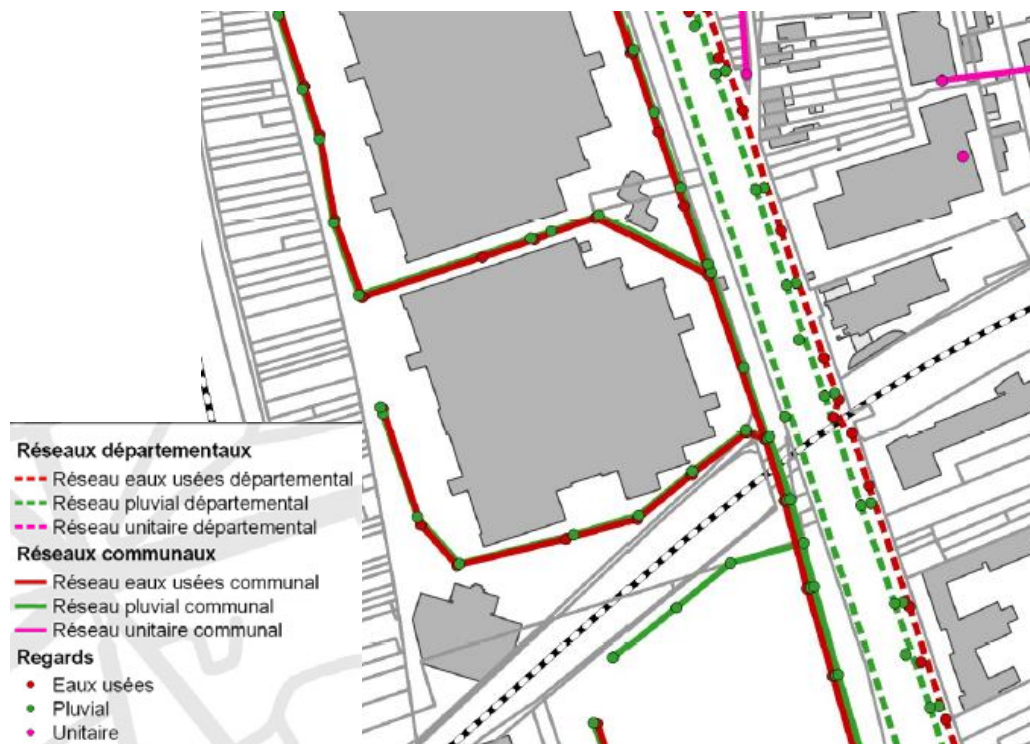 Réseaux départementaux
Réseau eaux usées départemental
Réseau pluvial départemental
Réseau unitaire départemental
Réseaux communaux
Réseau eaux usées communal
Réseau pluvial communal
Réseau unitaire communal
Regards
Eaux usées
Pluvial
Unitaire